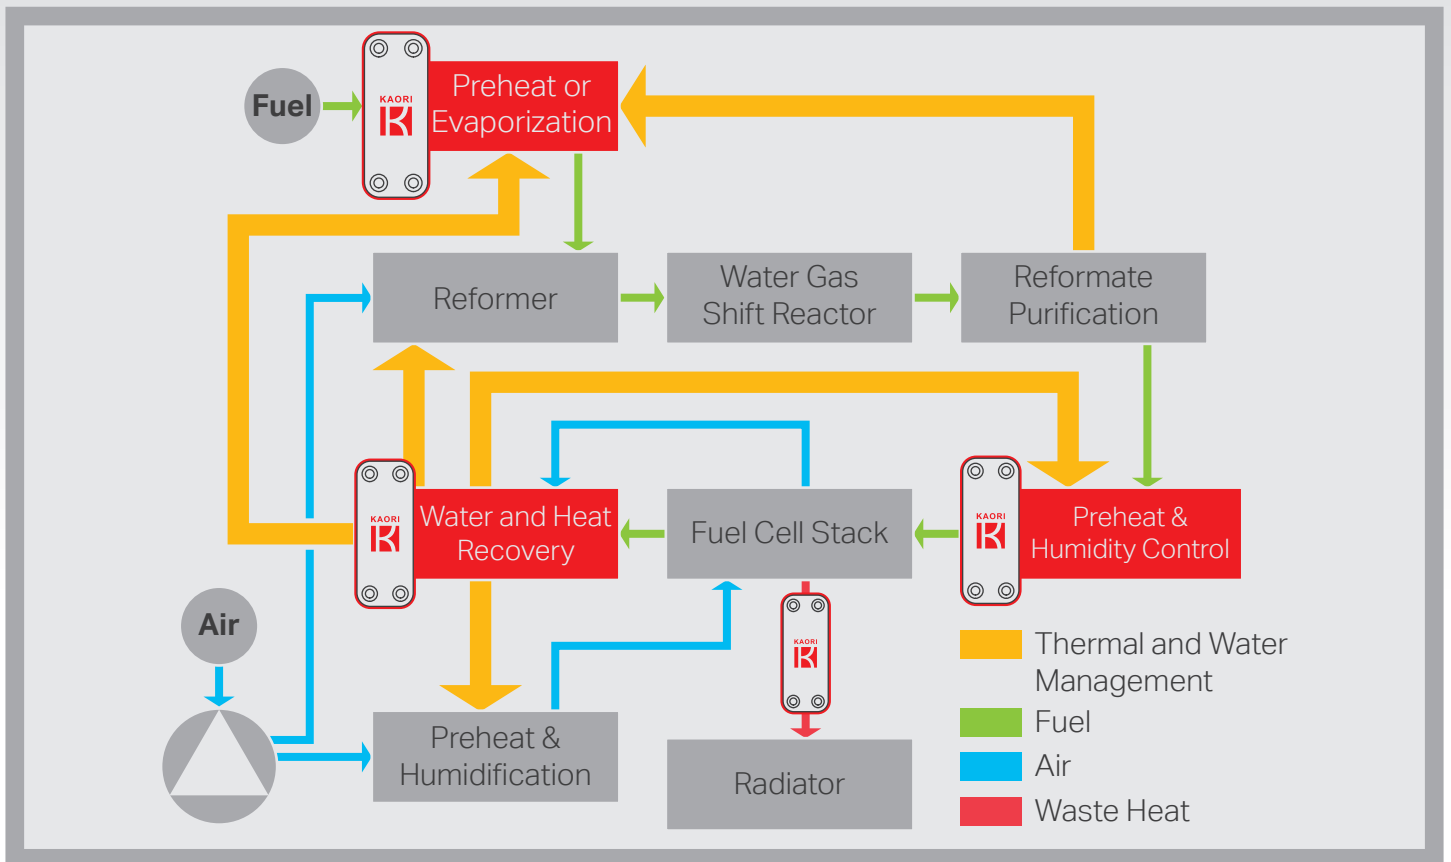 Fuel
KAORI
Preheat or
Evaporization
Reformer
Water Gas
Shift Reactor
Reformate
Purification
KAORI
Water and Heat
Recovery
Fuel Cell Stack
KAORI
Preheat &
Humidity Control
Air
KAORI
Preheat &
Humidification
Radiator
Thermal and Water
Management
Fuel
Air
Waste Heat